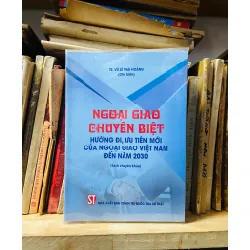 TS. VŨ LÊ THÁI HOÀNG
(Chủ biên)
NGOẠI GIAO
CHUYÊN BIỆT
HƯỚNG ĐI, ƯU TIÊN MỚI
CỦA NGOẠI GIAO VIỆT NAM
ĐẾN NĂM 2030
(Sách chuyên khảo)
ST
NHÀ XUẤT BẢN CHÍNH TRỊ QUỐC GIA SỰ THẬT